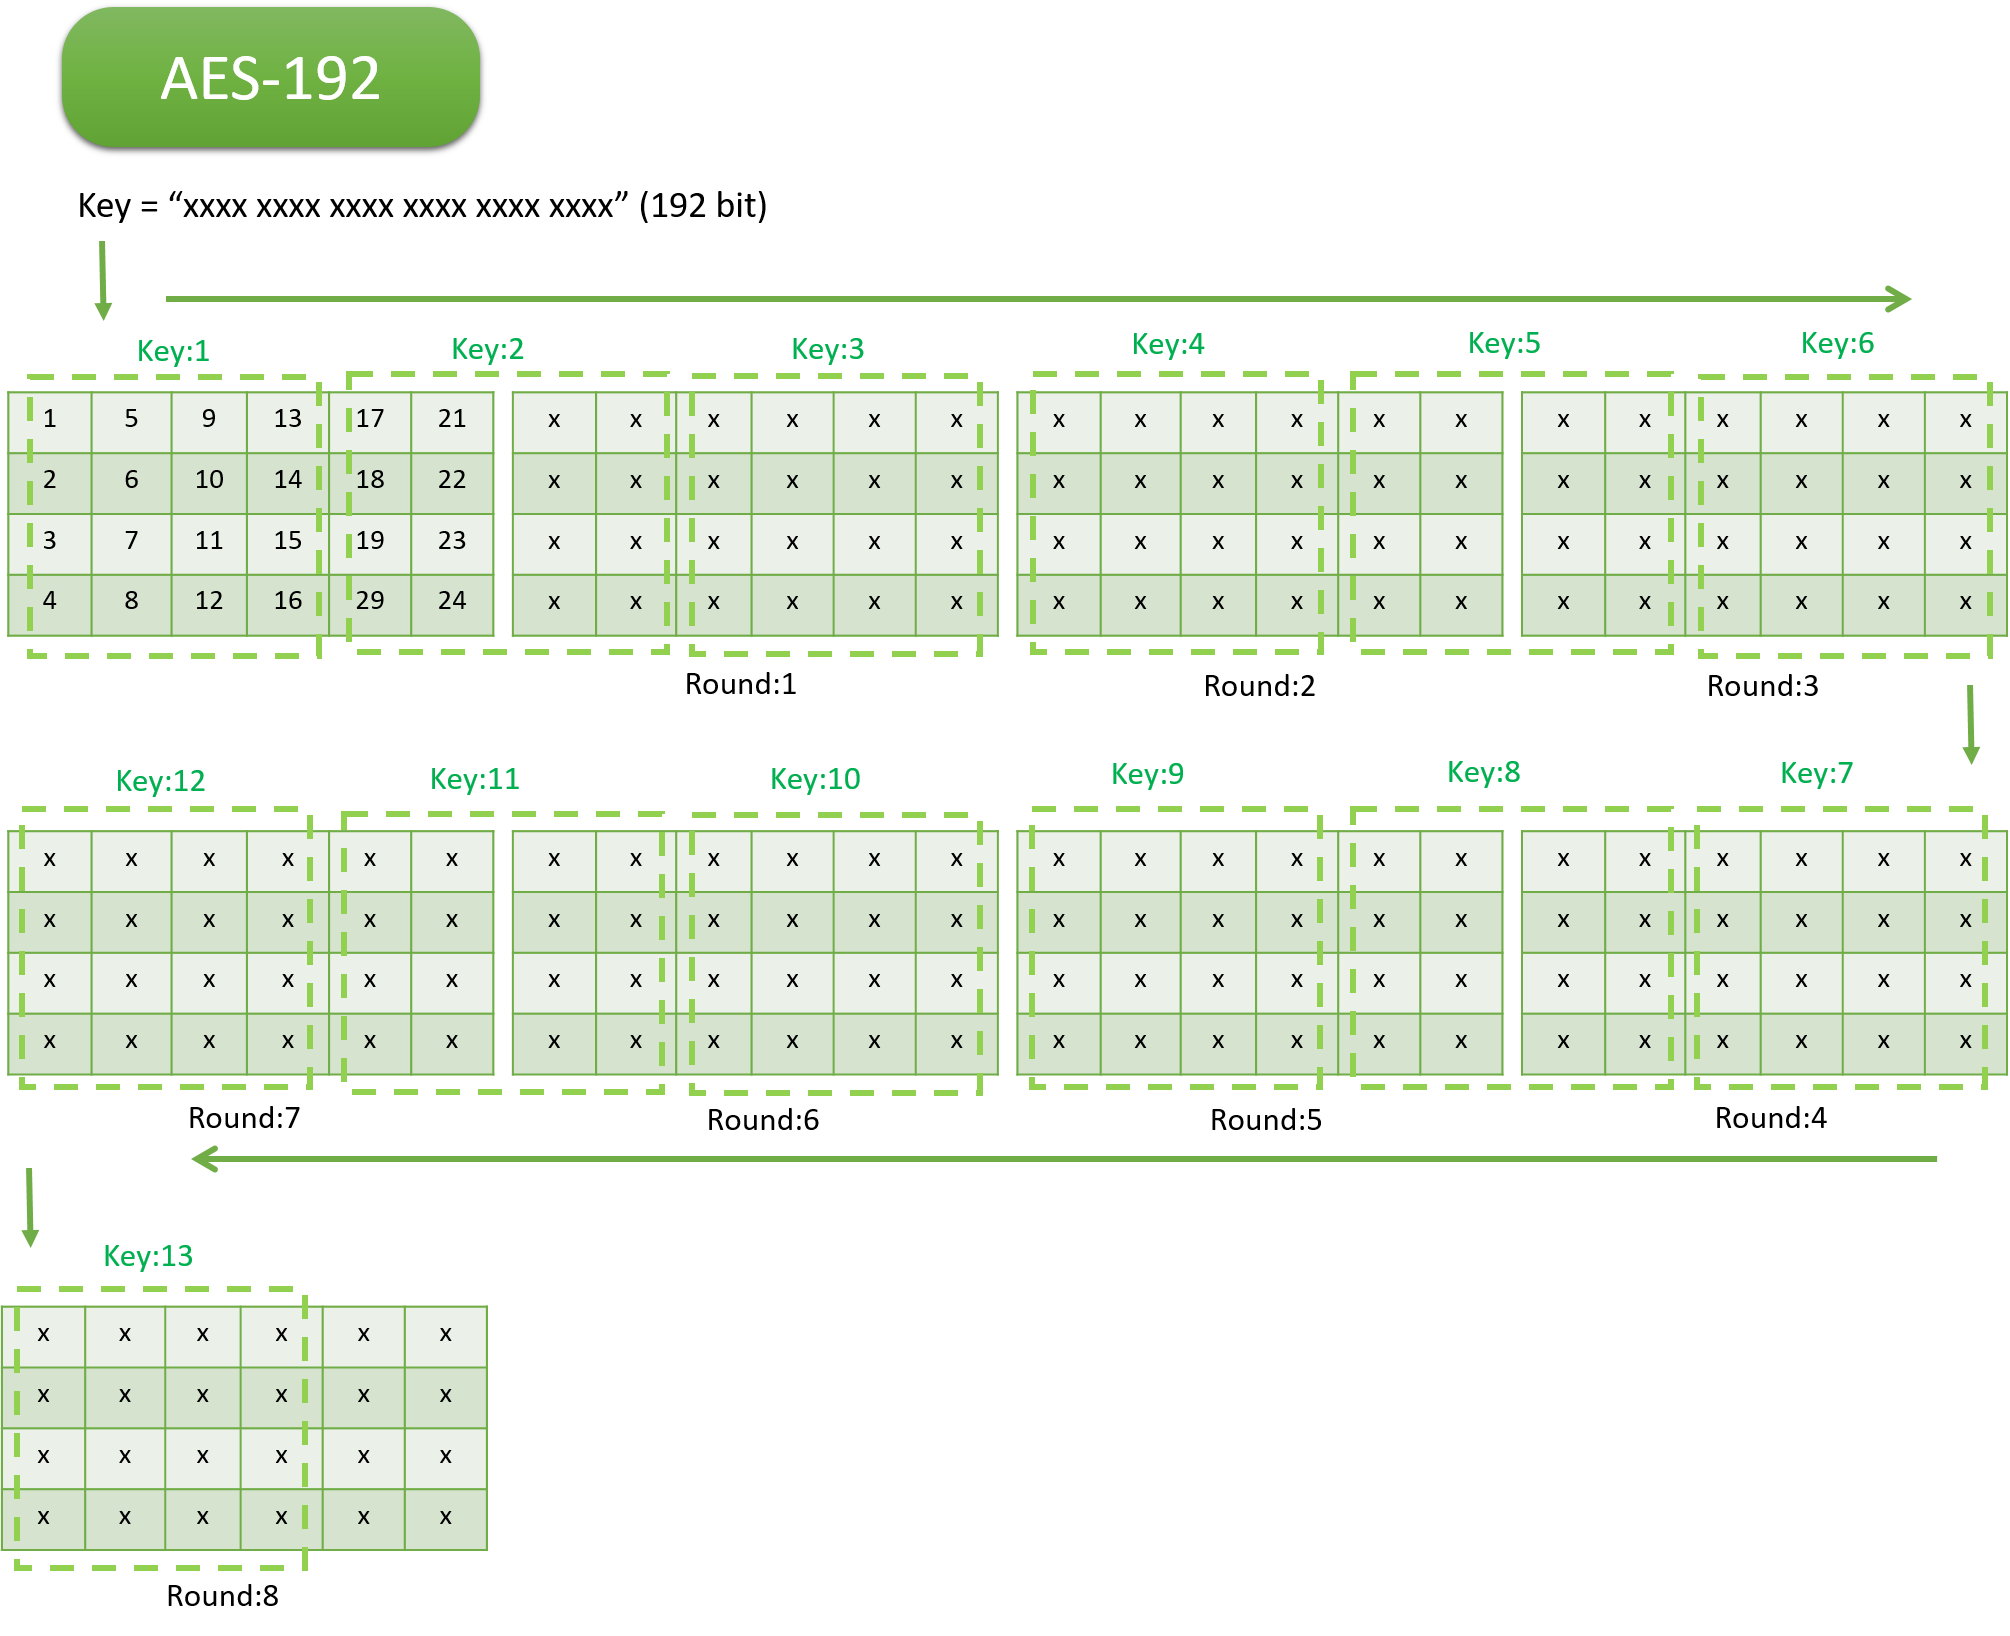 AES-192
Key = “xxxx xxxx xxxx xxxx xxxx xxxx” (192 bit)
Key:1 Key:2 Key:3 Key:4 Key:5 Key:6
1 5 9 13 17 21 x x x x x x x x x x x x x x x x x x
2 6 10 14 18 22 x x x x x x x x x x x x x x x x x x
3 7 11 15 19 23 x x x x x x x x x x x x x x x x x x
4 8 12 16 29 24 x x x x x x x x x x x x x x x x x x
Round:1 Round:2 Round:3
Key:12 Key:11 Key:10 Key:9 Key:8 Key:7
x x x x x x x x x x x x x x x x x x x x x x x x
x x x x x x x x x x x x x x x x x x x x x x x x
x x x x x x x x x x x x x x x x x x x x x x x x
x x x x x x x x x x x x x x x x x x x x x x x x
Round:7 Round:6 Round:5 Round:4
Key:13
x x x x x x
x x x x x x
x x x x x x
x x x x x x
Round:8